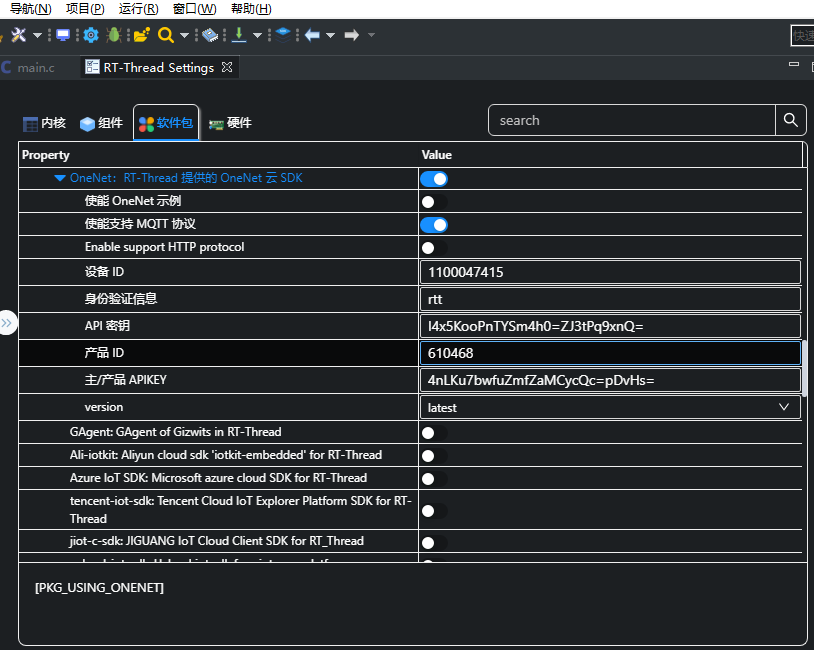 导航(N) 项目(P) 运行(R) 窗口(W) 帮助(H)
快速
main.c RT-Thread Settings
内核 组件 软件包 硬件 search
Property Value
OneNet：RT-Thread 提供的 OneNet 云 SDK
使能 OneNet 示例
使能支持 MQTT 协议
Enable support HTTP protocol
设备 ID 1100047415
身份验证信息 rtt
API 密钥 I4x5KooPnTYSm4h0=ZJ3tPq9xnQ=
产品 ID 610468
主/产品 APIKEY 4nLKu7bwfuZmfZaMCycQc=pDvHs=
version latest
GAgent: GAgent of Gizwits in RT-Thread
Ali-iotkit: Aliyun cloud sdk 'iotkit-embedded' for RT-Thread
Azure IoT SDK: Microsoft azure cloud SDK for RT-Thread
tencent-iot-sdk: Tencent Cloud IoT Explorer Platform SDK for RT-
Thread
jiot-c-sdk: JIGUANG IoT Cloud Client SDK for RT_Thread
[PKG_USING_ONENET]